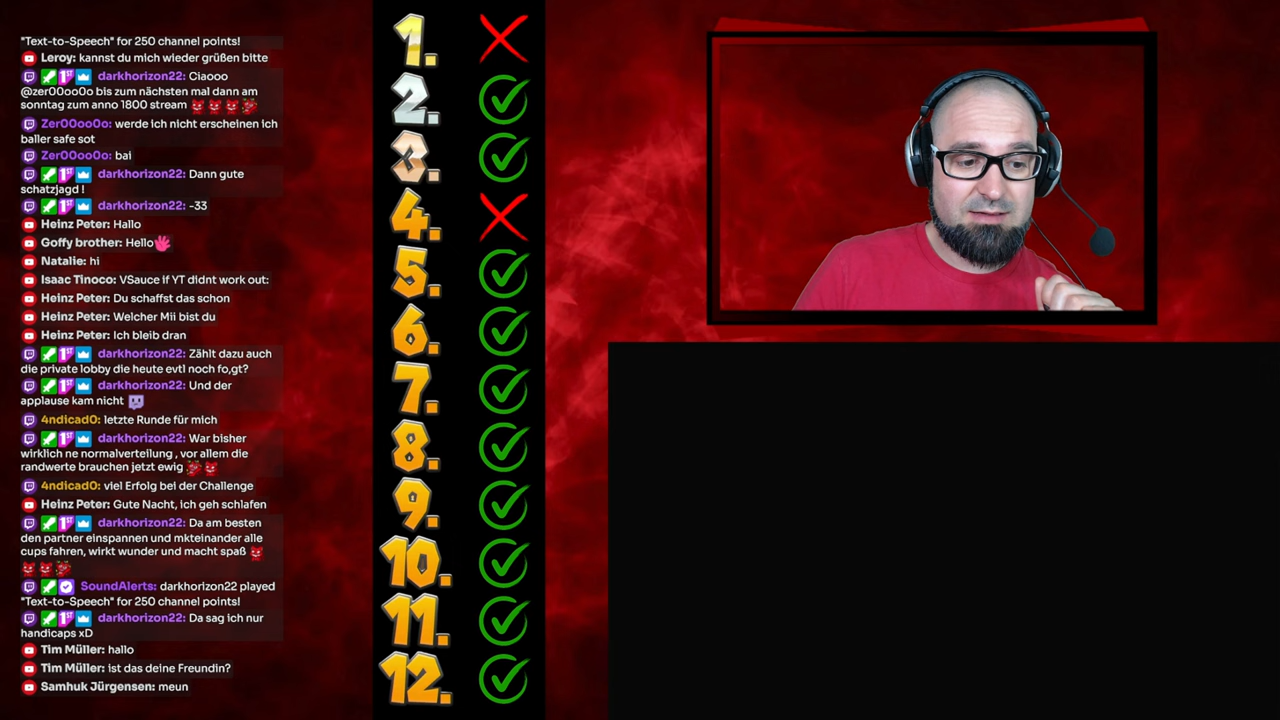 "Text-to-Speech" for 250 channel points!
Leroy: kannst du mich wieder grüßen bitte
darkhorizon22: Ciaooo
@zer00oo0o bis zum nächsten mal dann am
sonntag zum anno 1800 stream
Zer00oo0o: werde ich nicht erscheinen ich
baller safe sot
Zer00oo0o: bai
darkhorizon22: Dann gute
schatzjagd !
darkhorizon22: -33
Heinz Peter: Hallo
Goffy brother: Hello
Natalie: hi
Isaac Tinoco: VSauce if YT didnt work out:
Heinz Peter: Du schaffst das schon
Heinz Peter: Welcher Mii bist du
Heinz Peter: Ich bleib dran
darkhorizon22: Zählt dazu auch
die private lobby die heute evtl noch fo,gt?
darkhorizon22: Und der
applause kam nicht
4ndicad0: letzte Runde für mich
darkhorizon22: War bisher
wirklich ne normalverteilung , vor allem die
randwerte brauchen jetzt ewig
4ndicad0: viel Erfolg bei der Challenge
Heinz Peter: Gute Nacht, ich geh schlafen
darkhorizon22: Da am besten
den partner einspannen und mkteinander alle
cups fahren, wirkt wunder und macht spaß
SoundAlerts: darkhorizon22 played
"Text-to-Speech" for 250 channel points!
darkhorizon22: Da sag ich nur
handicaps xD
Tim Müller: hallo
Tim Müller: ist das deine Freundin?
Samhuk Jürgensen: meun
1.
2.
3.
4.
5.
6.
7.
8.
9.
10.
11.
12.